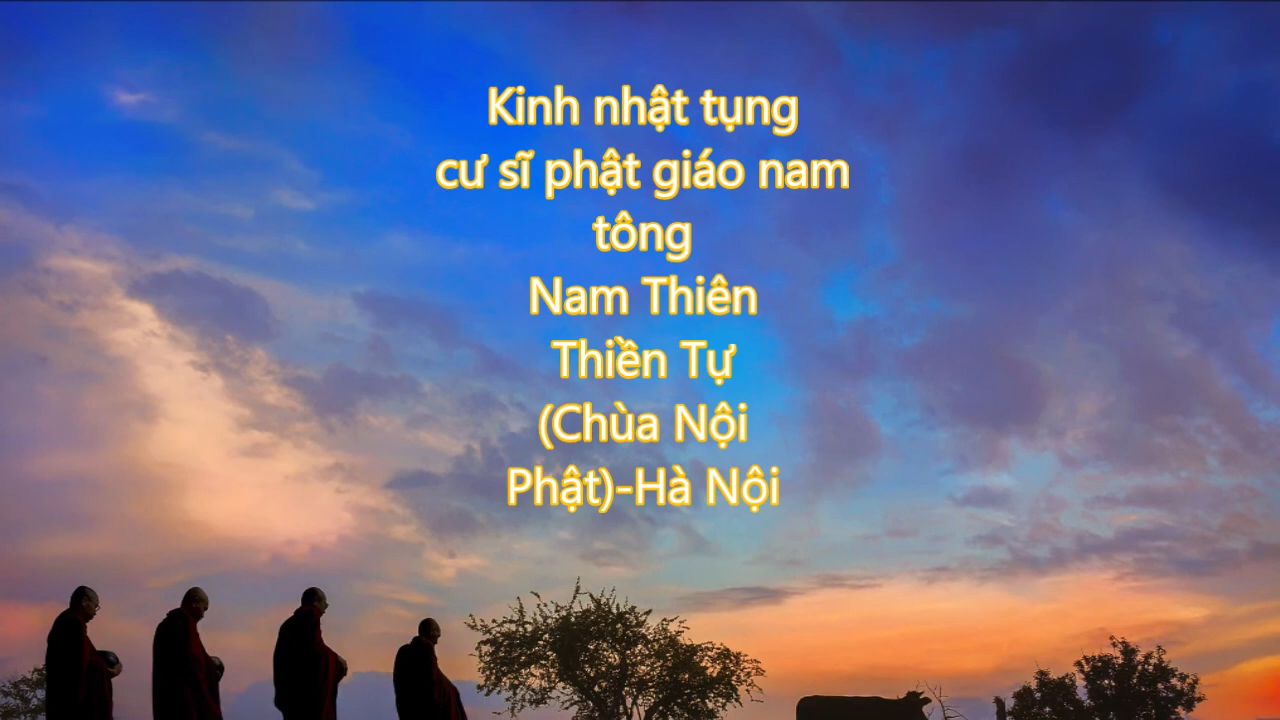 Kinh nhật tụng
cư sĩ phật giáo nam
tông
Nam Thiên
Thiền Tự
(Chùa Nội
Phật)-Hà Nội